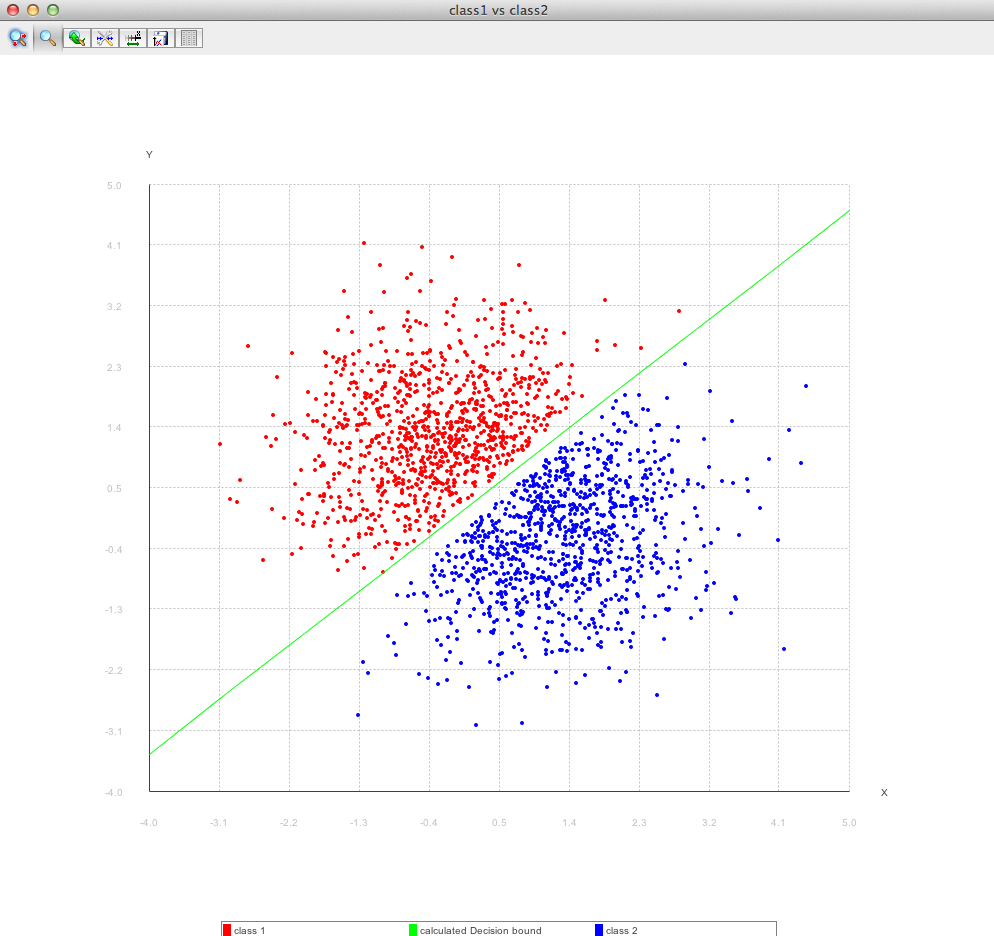 class1 vs class2
Y
5.0
4.1
3.2
2.3
1.4
0.5
-0.4
-1.3
-2.2
-3.1
-4.0
X
-4.0 -3.1 -2.2 -1.3 -0.4 0.5 1.4 2.3 3.2 4.1 5.0
class 1 calculated Decision bound class 2